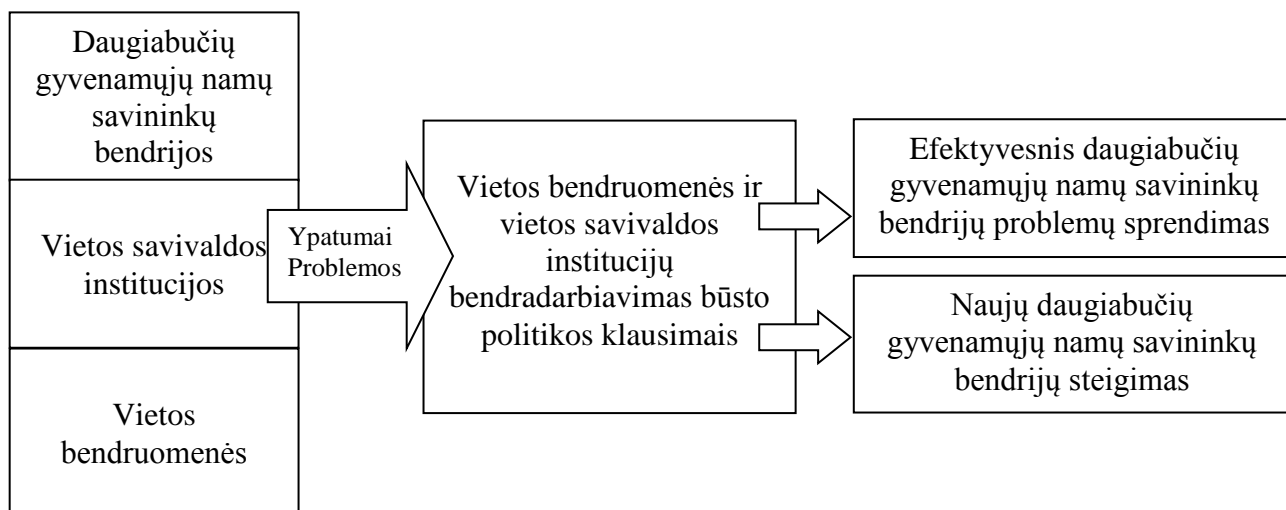 Daugiabučių
gyvenamųjų namų
savininkų
bendrijos
Vietos savivaldos
institucijos
Vietos
bendruomenės
Ypatumai
Problemos
Vietos bendruomenės ir
vietos savivaldos
institucijų
bendradarbiavimas būsto
politikos klausimais
Efektyvesnis daugiabučių
gyvenamųjų namų savininkų
bendrijų problemų sprendimas
Naujų daugiabučių
gyvenamųjų namų savininkų
bendrijų steigimas